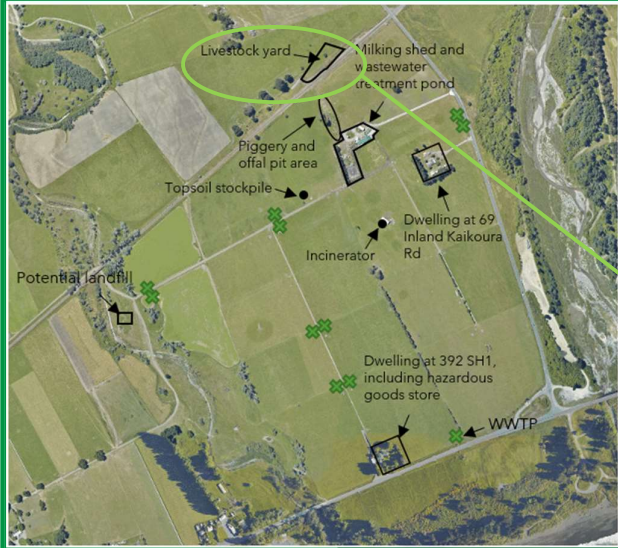 Livestock yard
Milking shed and
wastewater
treatment pond
Piggery and
offal pit area
Topsoil stockpile
Dwelling at 69
Inland Kaikoura
Rd
Incinerator
Potential landfill
Dwelling at 392 SH1,
including hazardous
goods store
WWTP